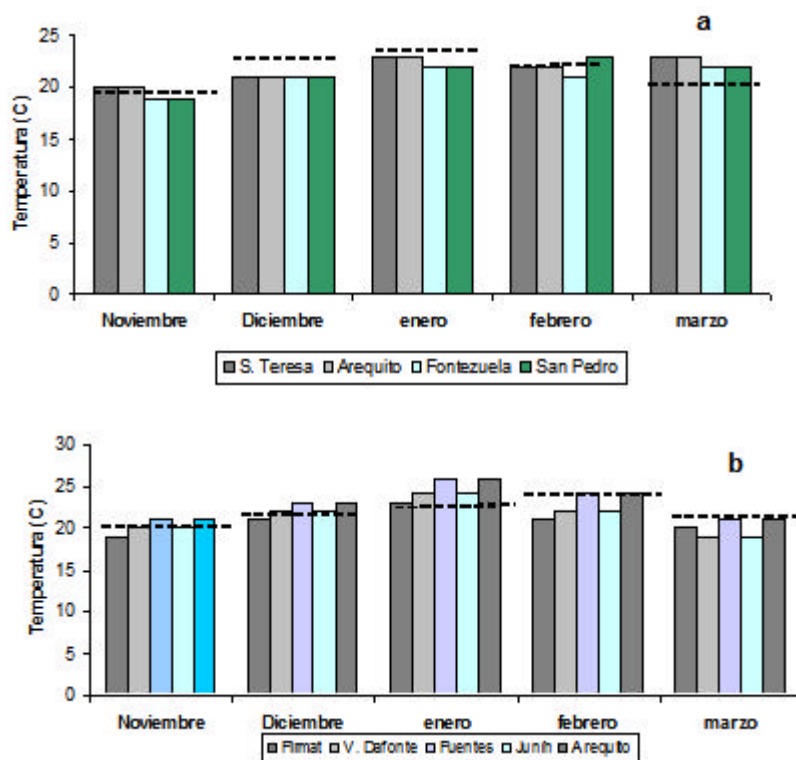 a
25
20
15
10
5
0
Temperatura ( C )
Noviembre Diciembre enero febrero marzo
S. Teresa Arequito Fontezuela San Pedro
b
30
25
20
15
10
5
0
Temperatura ( C )
Noviembre Diciembre enero febrero marzo
Firmat V. Dafonte Fuentes Junín Arequito